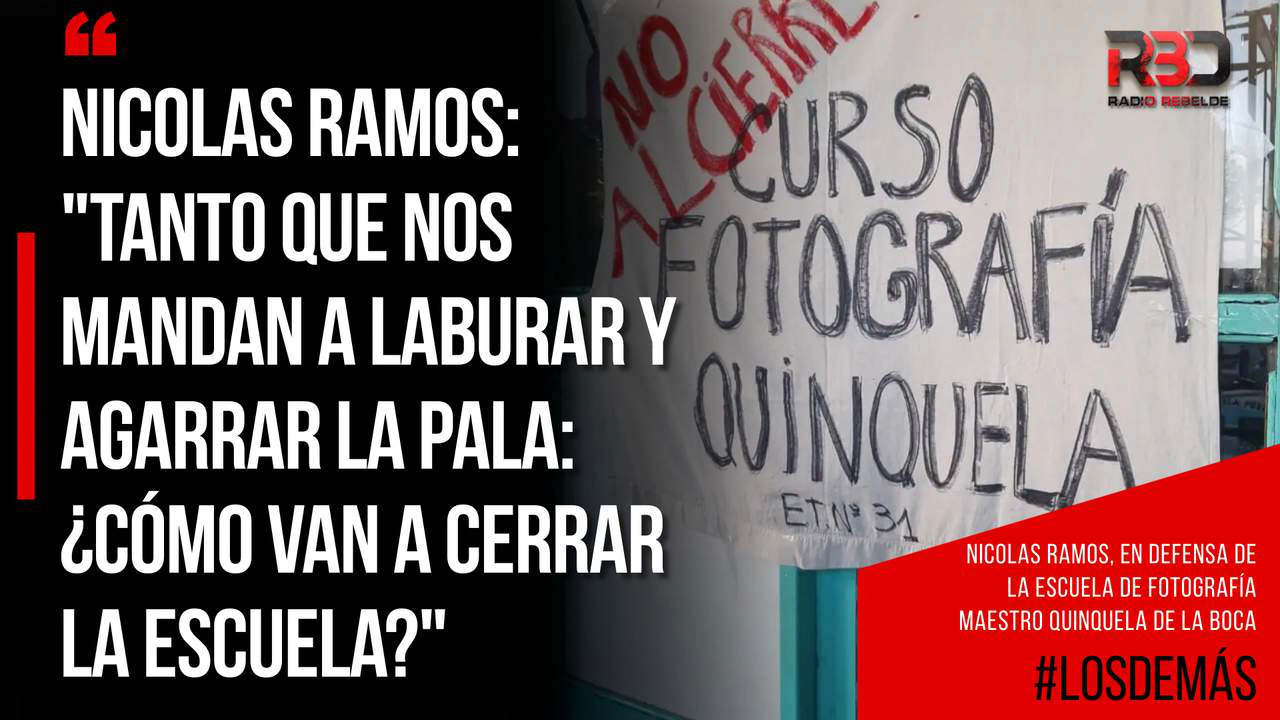 “
NICOLAS RAMOS:
"TANTO QUE NOS
MANDAN A LABURAR Y
AGARRAR LA PALA:
¿CÓMO VAN A CERRAR
LA ESCUELA?"
NO
AL CIERRE
CURSO
FOTOGRAFÍA
QUINQUELA
E.T. Nº 31
RBD
RADIO REBELDE
NICOLAS RAMOS, EN DEFENSA DE
LA ESCUELA DE FOTOGRAFÍA
MAESTRO QUINQUELA DE LA BOCA
#LOSDEMÁS